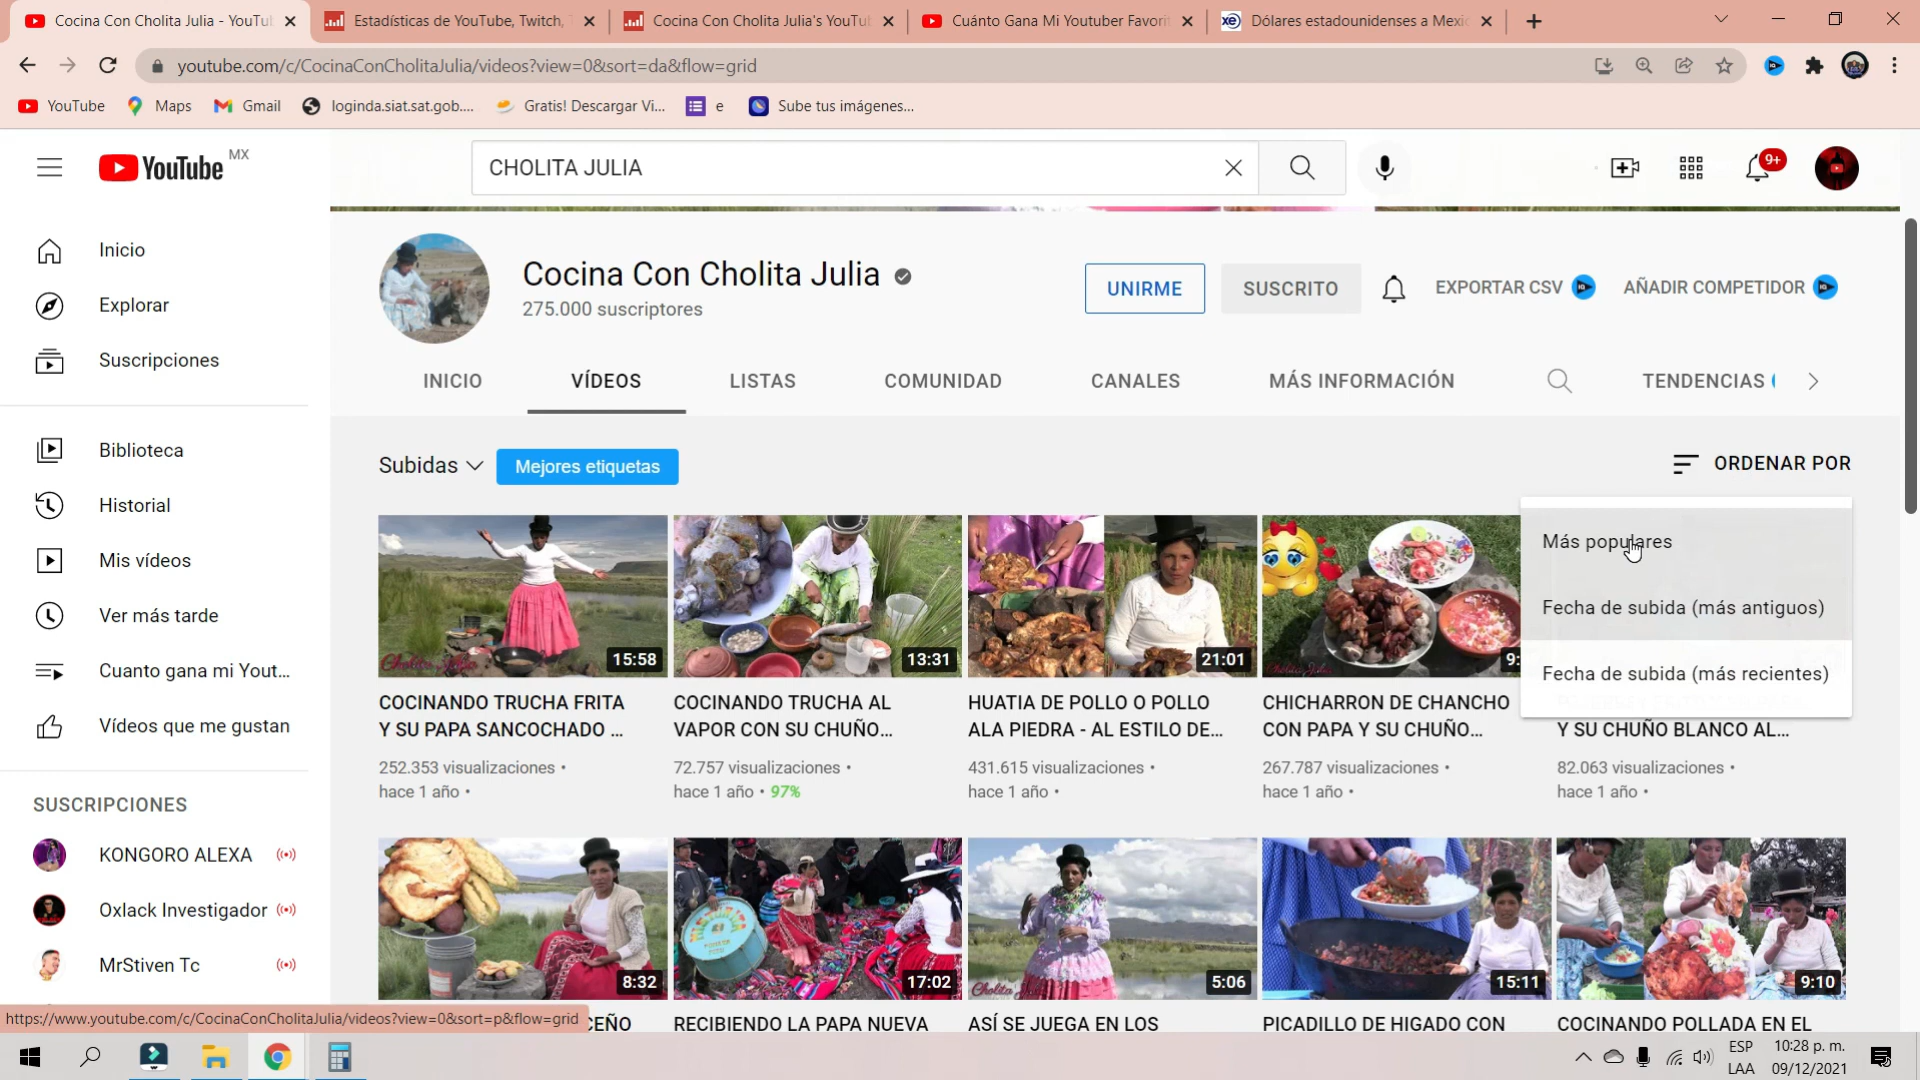 Cocina Con Cholita Julia - YouTu
Estadísticas de YouTube, Twitch,
Cocina Con Cholita Julia's YouTu
Cuánto Gana Mi Youtuber Favori
Dólares estadounidenses a Mexic
youtube.com/c/CocinaConCholitaJulia/videos?view=0&sort=da&flow=grid
YouTube
Maps
Gmail
loginda.siat.sat.gob....
Gratis! Descargar Vi...
e
Sube tus imágenes...
YouTube MX
CHOLITA JULIA
9+
Inicio
Explorar
Suscripciones
Biblioteca
Historial
Mis vídeos
Ver más tarde
Cuanto gana mi Yout...
Vídeos que me gustan
SUSCRIPCIONES
KONGORO ALEXA
Oxlack Investigador
MrStiven Tc
Cocina Con Cholita Julia
275.000 suscriptores
UNIRME
SUSCRITO
EXPORTAR CSV
AÑADIR COMPETIDOR
INICIO
VÍDEOS
LISTAS
COMUNIDAD
CANALES
MÁS INFORMACIÓN
TENDENCIAS
Subidas
Mejores etiquetas
ORDENAR POR
Más populares
Fecha de subida (más antiguos)
Fecha de subida (más recientes)
Cholita Julia
15:58
13:31
21:01
Cholita Julia
9:
COCINANDO TRUCHA FRITA
Y SU PAPA SANCOCHADO ...
252.353 visualizaciones •
hace 1 año •
COCINANDO TRUCHA AL
VAPOR CON SU CHUÑO...
72.757 visualizaciones •
hace 1 año • 97%
HUATIA DE POLLO O POLLO
ALA PIEDRA - AL ESTILO DE...
431.615 visualizaciones •
hace 1 año •
CHICHARRON DE CHANCHO
CON PAPA Y SU CHUÑO...
267.787 visualizaciones •
hace 1 año •
Y SU CHUÑO BLANCO AL...
82.063 visualizaciones •
hace 1 año •
8:32
17:02
5:06
15:11
9:10
CEÑO
RECIBIENDO LA PAPA NUEVA
ASÍ SE JUEGA EN LOS
PICADILLO DE HIGADO CON
COCINANDO POLLADA EN EL
https://www.youtube.com/c/CocinaConCholitaJulia/videos?view=0&sort=p&flow=grid
ESP
LAA
10:28 p. m.
09/12/2021